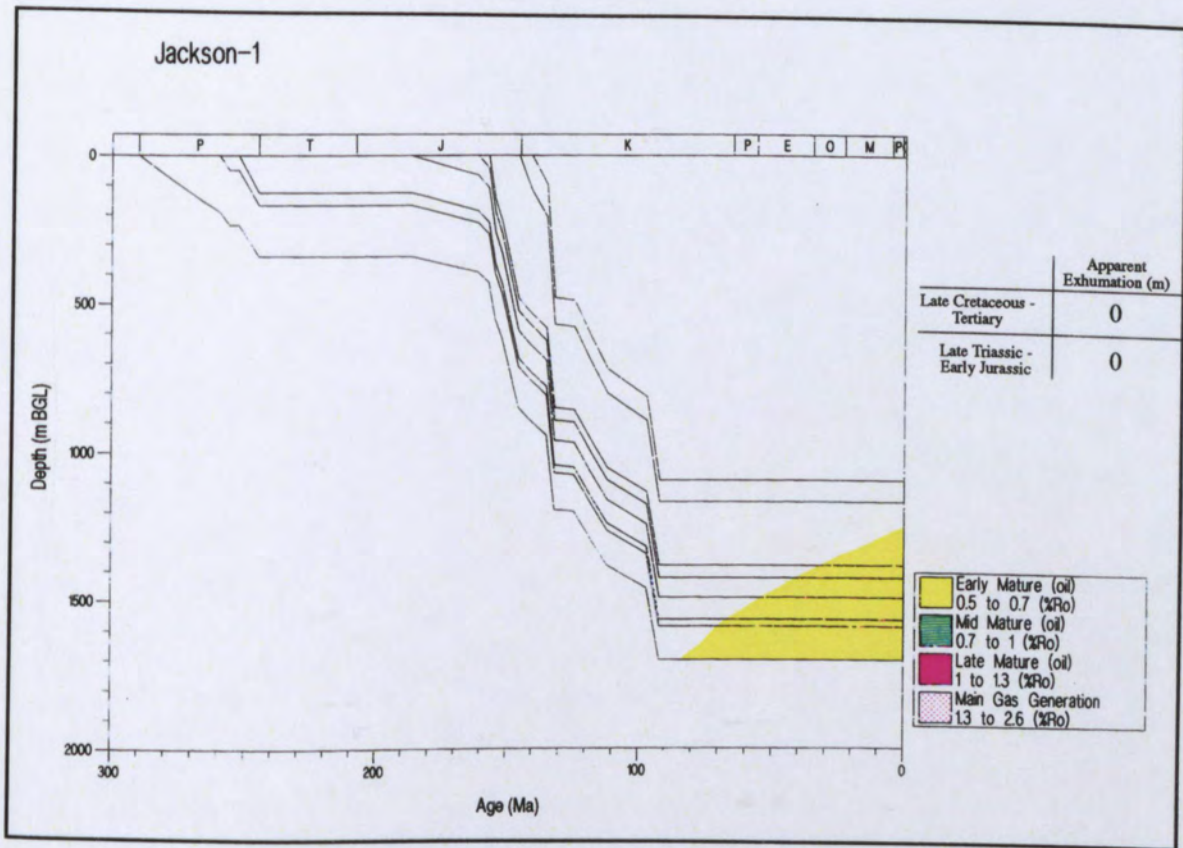 Jackson-1
P T J K P E O M P
0
500
1000
1500
2000
Depth (m BGL)
300 200 100 0
Age (Ma)
Apparent
Exhumation (m)
Late Cretaceous -
Tertiary
0
Late Triassic -
Early Jurassic
0
Early Mature (oil)
0.5 to 0.7 (%Ro)
Mid Mature (oil)
0.7 to 1 (%Ro)
Late Mature (oil)
1 to 1.3 (%Ro)
Main Gas Generation
1.3 to 2.6 (%Ro)